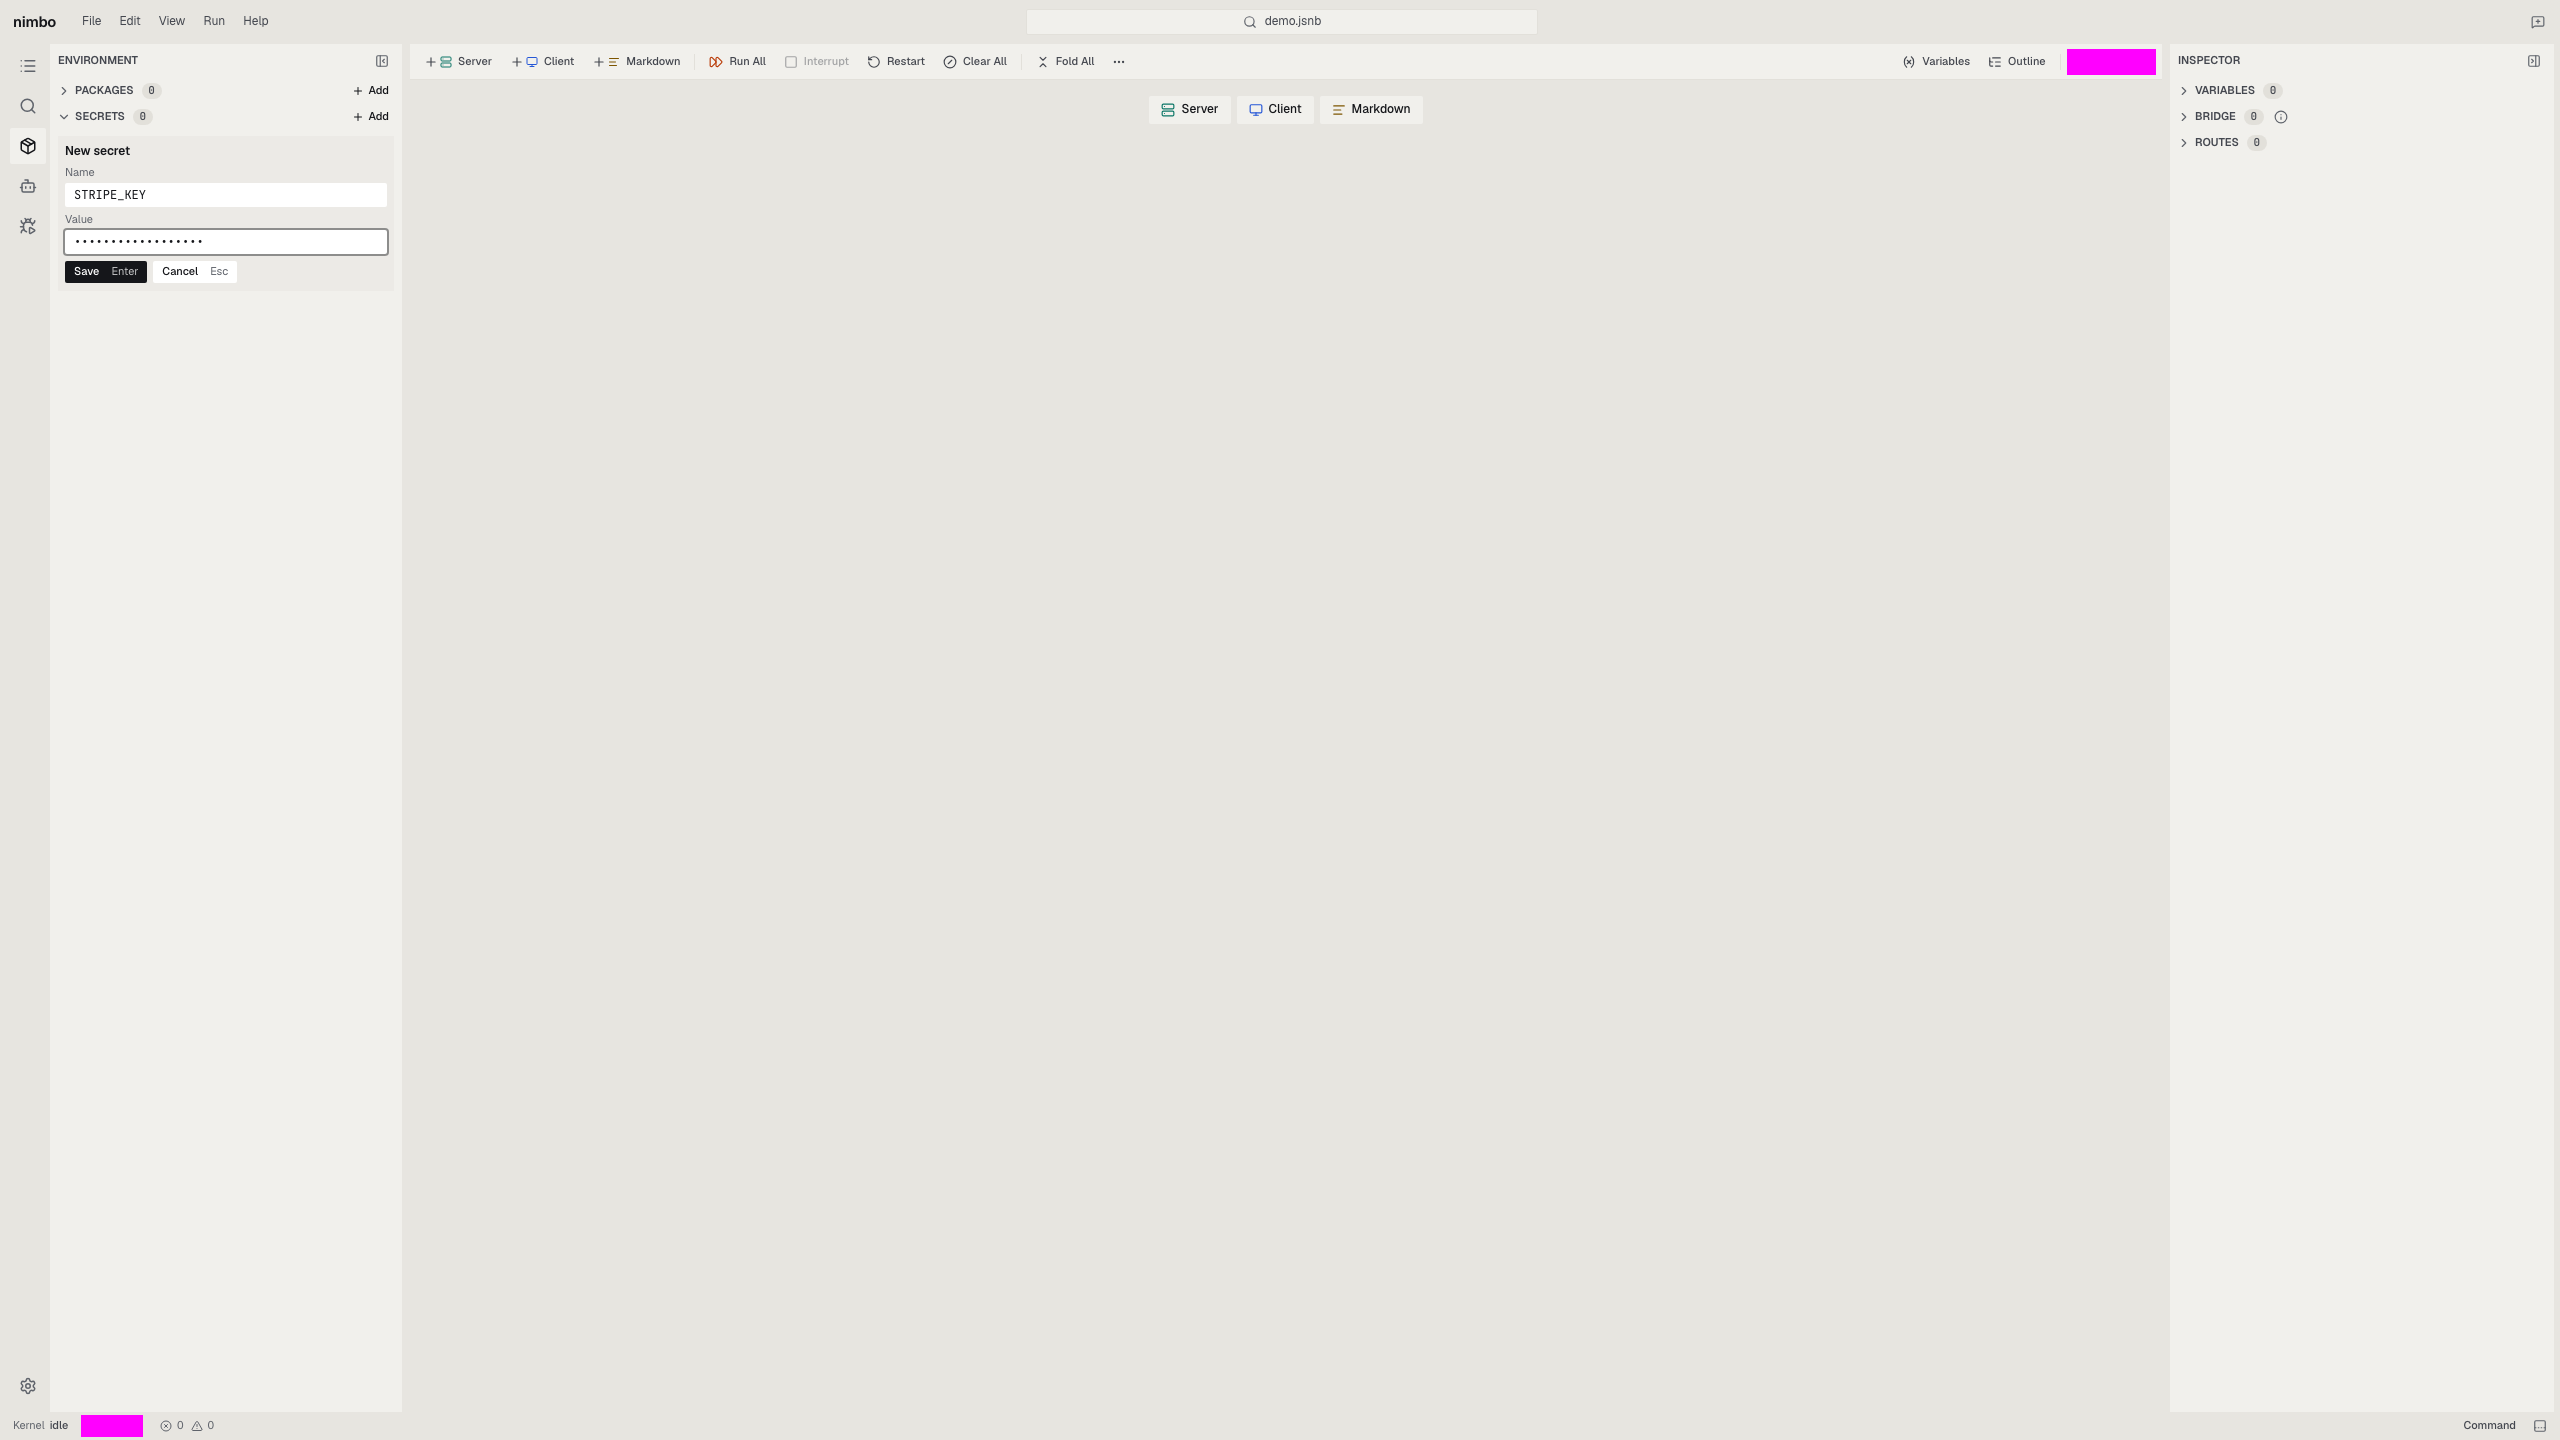 nimbo File Edit View Run Help
demo.jsnb
ENVIRONMENT
PACKAGES 0 Add
SECRETS 0 Add
New secret
Name
STRIPE_KEY
Value
••••••••••••••••••
Save Enter Cancel Esc
Server Client Markdown Run All Interrupt Restart Clear All Fold All
Variables Outline
Server Client Markdown
INSPECTOR
VARIABLES 0
BRIDGE 0
ROUTES 0
Kernel idle 0 0
Command